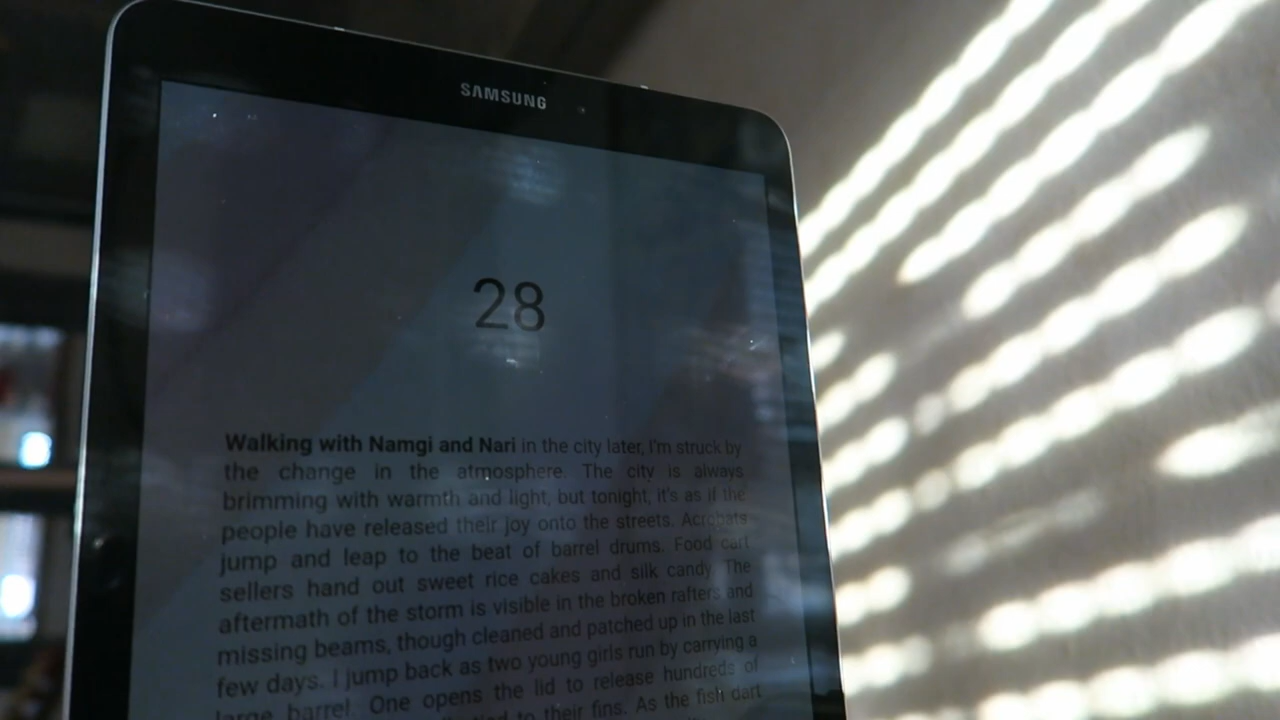 SAMSUNG
28
Walking with Namgi and Nari in the city later, I'm struck by
the change in the atmosphere. The city is always
brimming with warmth and light, but tonight, it's as if the
people have released their joy onto the streets. Acrobats
jump and leap to the beat of barrel drums. Food cart
sellers hand out sweet rice cakes and silk candy. The
aftermath of the storm is visible in the broken rafters and
missing beams, though cleaned and patched up in the last
few days. I jump back as two young girls run by carrying a
large barrel. One opens the lid to release hundreds of
to their fins. As the fish dart